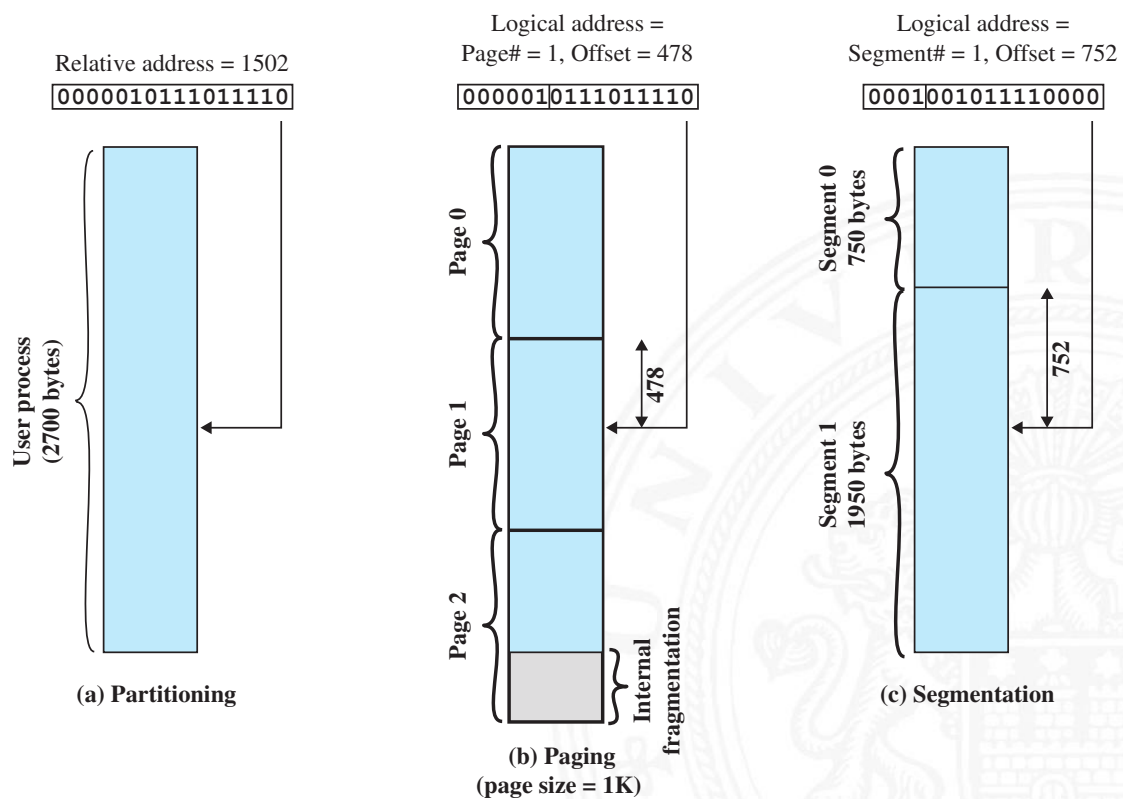 Relative address = 1502
0000010111011110
User process
(2700 bytes)
(a) Partitioning
Logical address =
Page# = 1, Offset = 478
0000010111011110
Page 0
Page 1
Page 2
478
Internal
fragmentation
(b) Paging
(page size = 1K)
Logical address =
Segment# = 1, Offset = 752
0001001011110000
Segment 0
750 bytes
Segment 1
1950 bytes
752
(c) Segmentation
U N I V R